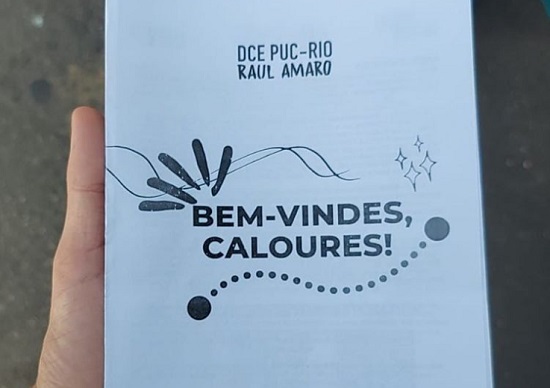 DCE PUC-RIO
RAUL AMARO
BEM-VINDES,
CALOURES!